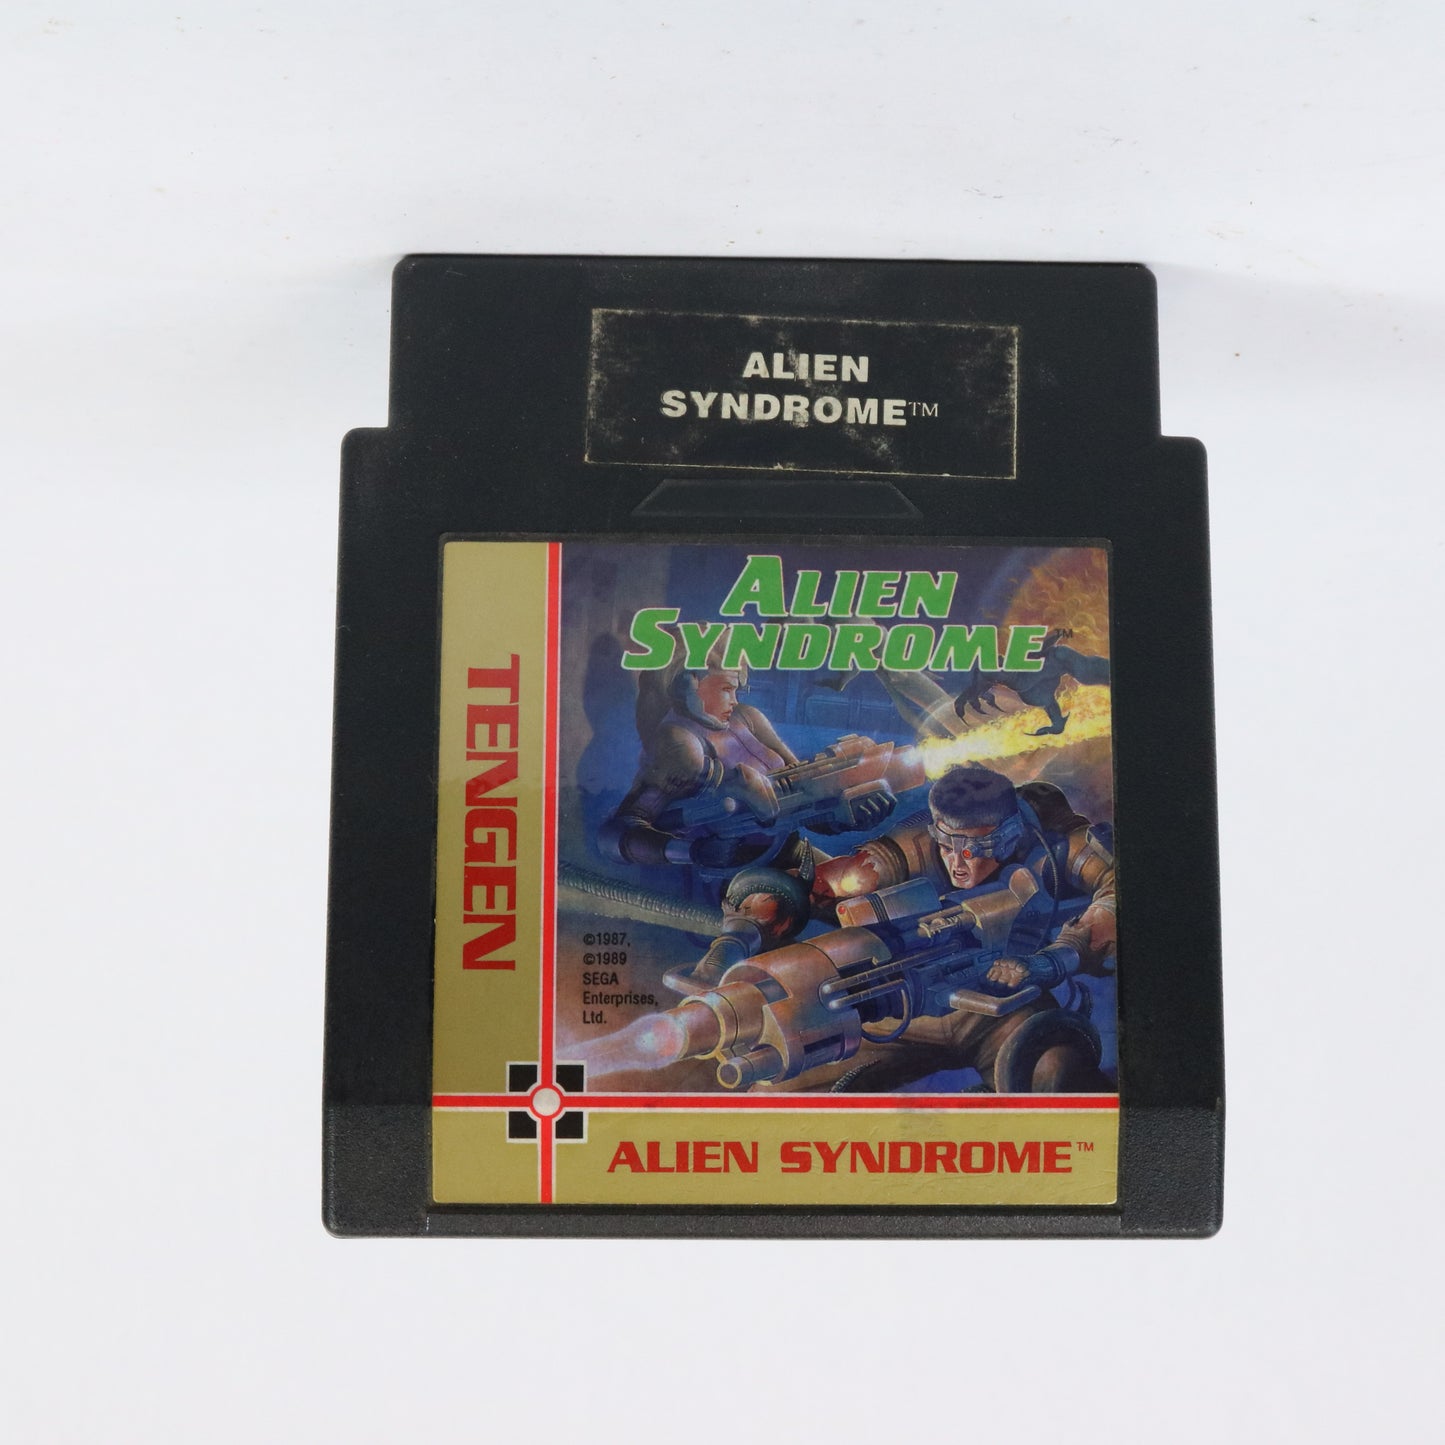 ALIEN
SYNDROME™
ALIEN
SYNDROME™
TENGEN
©1987,
©1989
SEGA
Enterprises,
Ltd.
ALIEN SYNDROME™